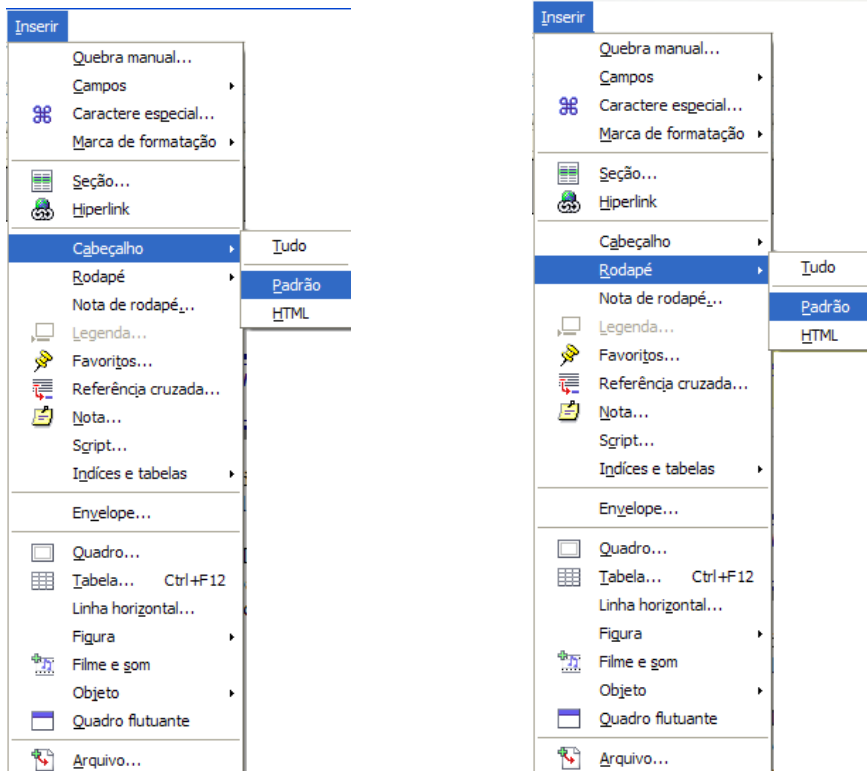 Inserir
Quebra manual...
Campos
Caractere especial...
Marca de formatação
Seção...
Hiperlink
Cabeçalho
Tudo
Rodapé
Padrão
Nota de rodapé...
HTML
Legenda...
Favoritos...
Referência cruzada...
Nota...
Script...
Indíces e tabelas
Envelope...
Quadro...
Tabela... Ctrl+F12
Linha horizontal...
Figura
Filme e som
Objeto
Quadro flutuante
Arquivo...
Inserir
Quebra manual...
Campos
Caractere especial...
Marca de formatação
Seção...
Hiperlink
Cabeçalho
Rodapé
Tudo
Nota de rodapé...
Padrão
Legenda...
HTML
Favoritos...
Referência cruzada...
Nota...
Script...
Indíces e tabelas
Envelope...
Quadro...
Tabela... Ctrl+F12
Linha horizontal...
Figura
Filme e som
Objeto
Quadro flutuante
Arquivo...